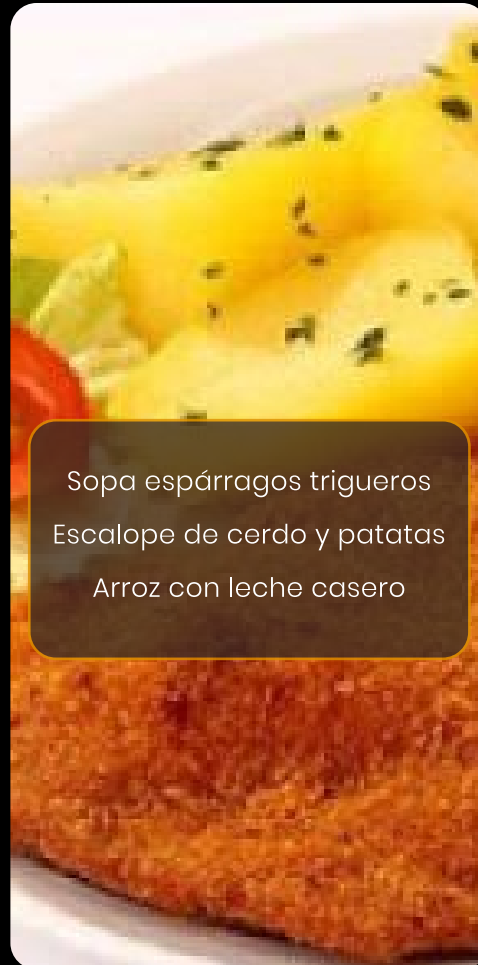 Sopa espárragos trigueros
Escalope de cerdo y patatas
Arroz con leche casero